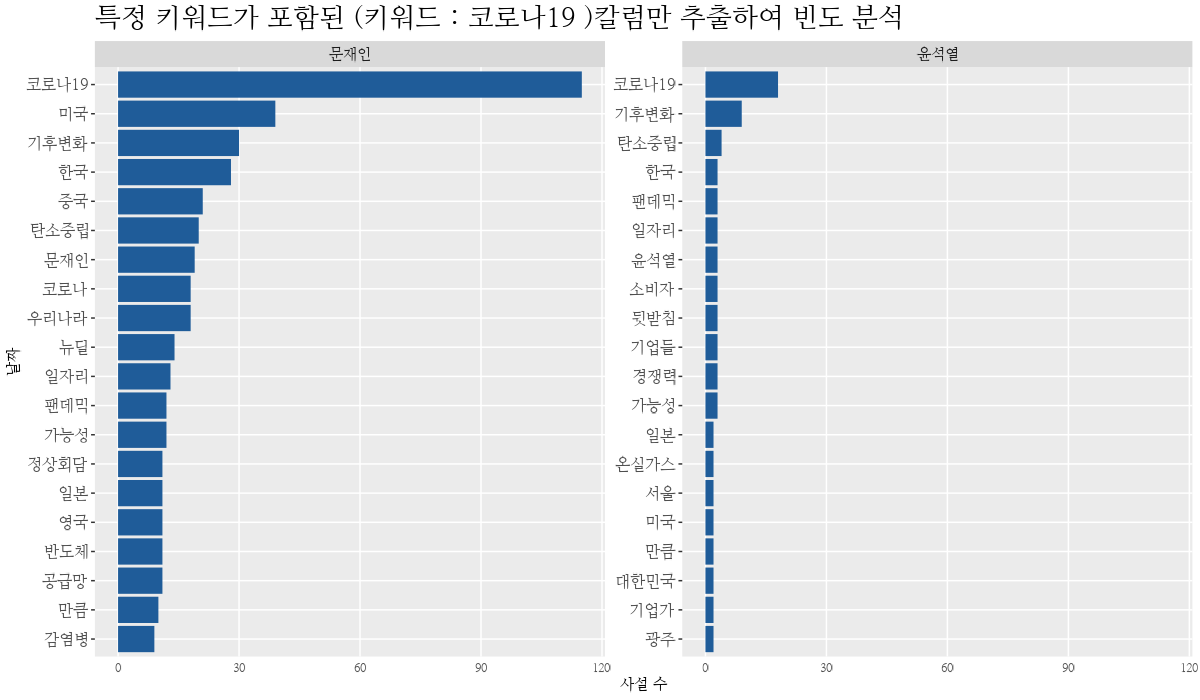 특정 키워드가 포함된 (키워드 : 코로나19 )칼럼만 추출하여 빈도 분석
문재인
윤석열
날짜
코로나19
미국
기후변화
한국
중국
탄소중립
문재인
코로나
우리나라
뉴딜
일자리
팬데믹
가능성
정상회담
일본
영국
반도체
공급망
만큼
감염병
0 30 60 90 120
코로나19
기후변화
탄소중립
한국
팬데믹
일자리
윤석열
소비자
뒷받침
기업들
경쟁력
가능성
일본
온실가스
서울
미국
만큼
대한민국
기업가
광주
0 30 60 90 120
사설 수